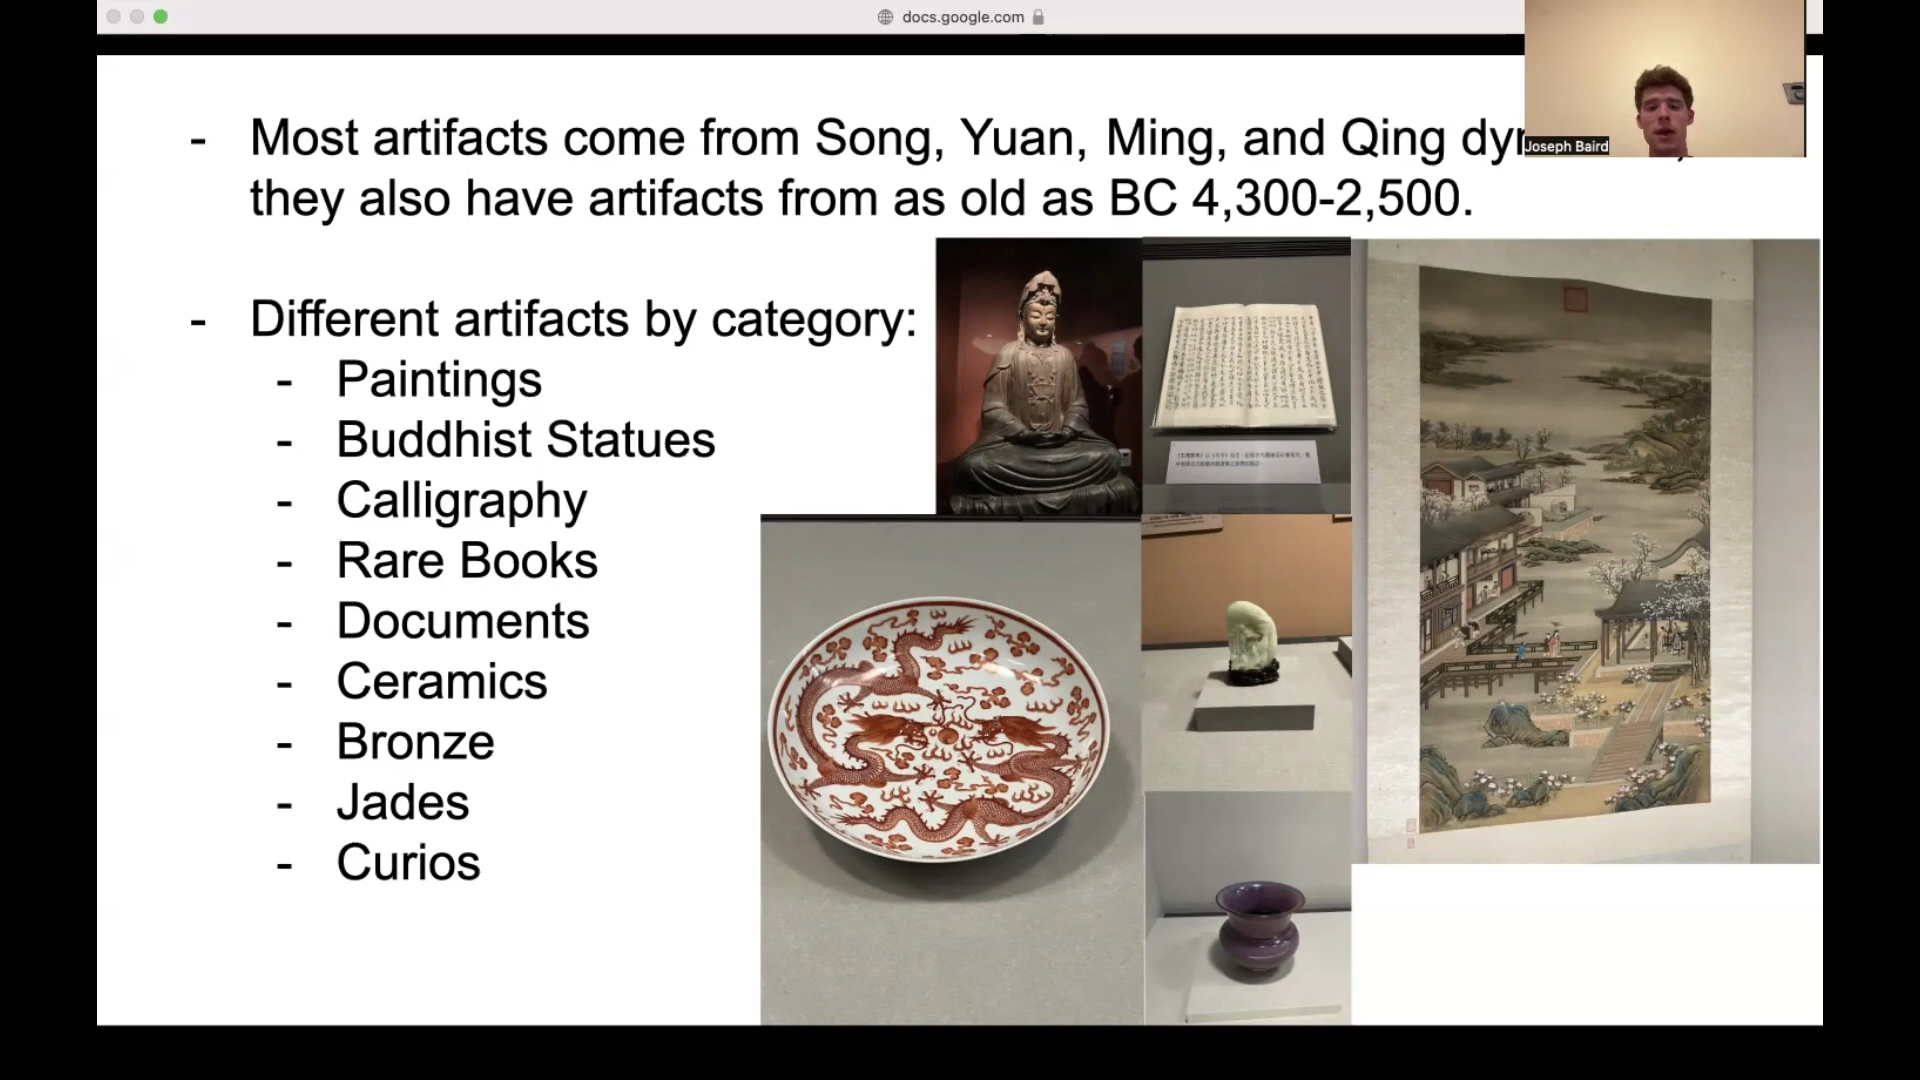 docs.google.com
Joseph Baird
- Most artifacts come from Song, Yuan, Ming, and Qing
they also have artifacts from as old as BC 4,300-2,500.
- Different artifacts by category:
- Paintings
- Buddhist Statues
- Calligraphy
- Rare Books
- Documents
- Ceramics
- Bronze
- Jades
- Curios